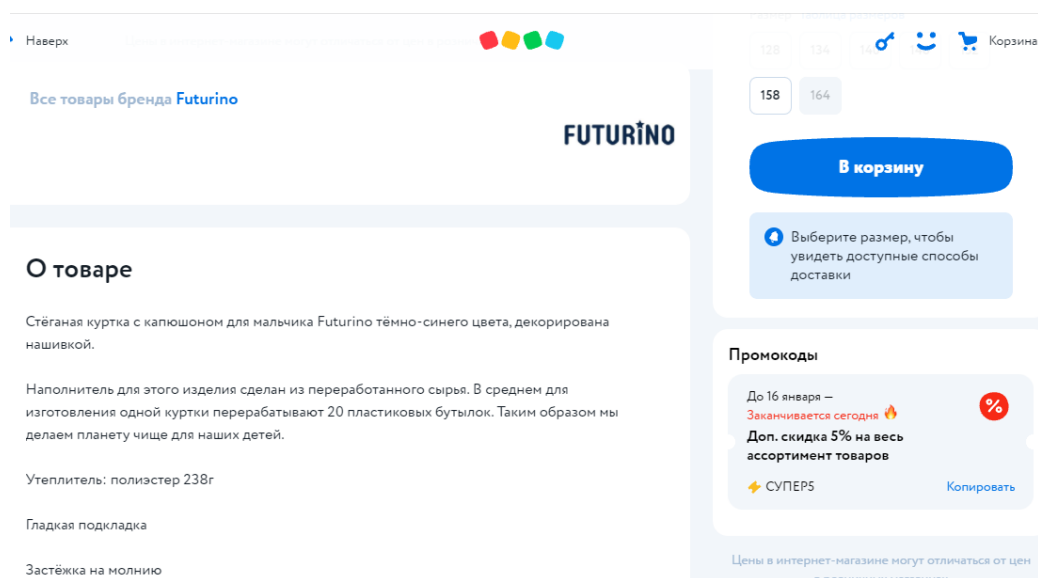 Наверх
Корзина
128 134
158 164
Все товары бренда Futurino
FUTURINO
В корзину
Выберите размер, чтобы
увидеть доступные способы
доставки
О товаре
Стёганая куртка с капюшоном для мальчика Futurino тёмно-синего цвета, декорирована
нашивкой.
Наполнитель для этого изделия сделан из переработанного сырья. В среднем для
изготовления одной куртки перерабатывают 20 пластиковых бутылок. Таким образом мы
делаем планету чище для наших детей.
Утеплитель: полиэстер 238г
Гладкая подкладка
Застёжка на молнию
Промокоды
До 16 января –
Заканчивается сегодня
Доп. скидка 5% на весь
ассортимент товаров
СУПЕР5
Копировать
Цены в интернет-магазине могут отличаться от цен